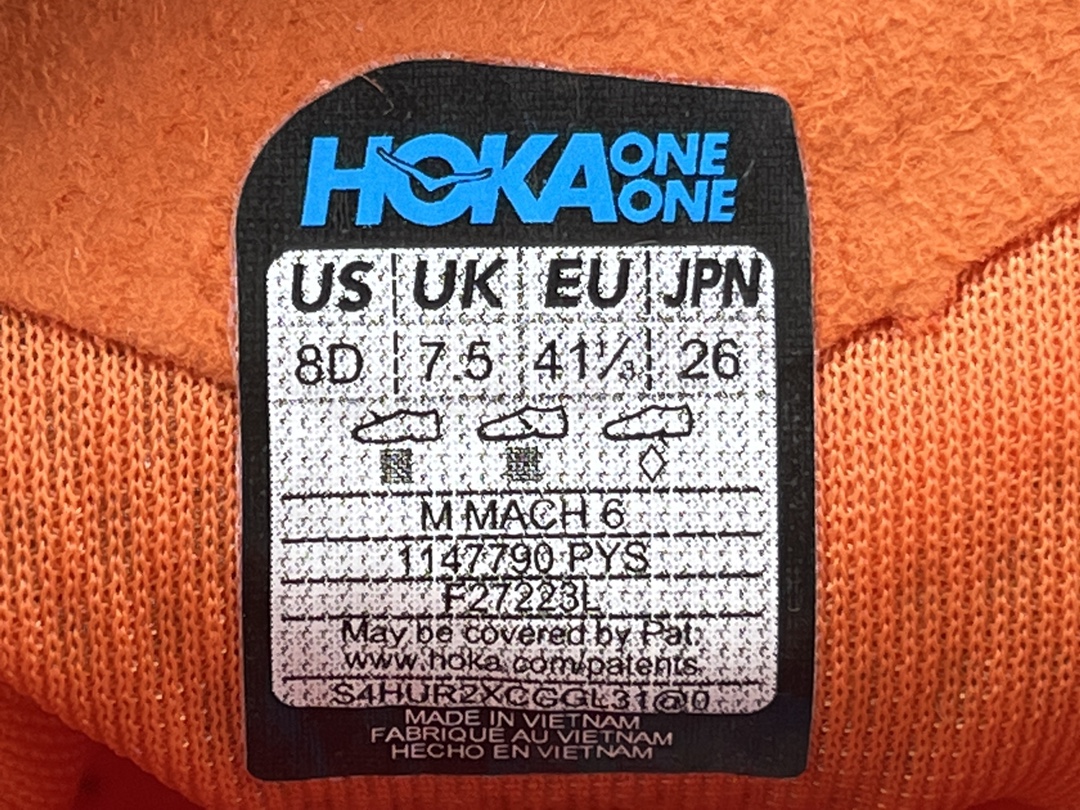 HOKA ONE ONE
US UK EU JPN
8D 7.5 41⅓ 26
M MACH 6
1147790 PYS
F27223L
May be covered by Pat:
www.hoka.com/patents
S4HUR2XCGGL31@0
MADE IN VIETNAM
FABRIQUÉ AU VIETNAM
HECHO EN VIETNAM